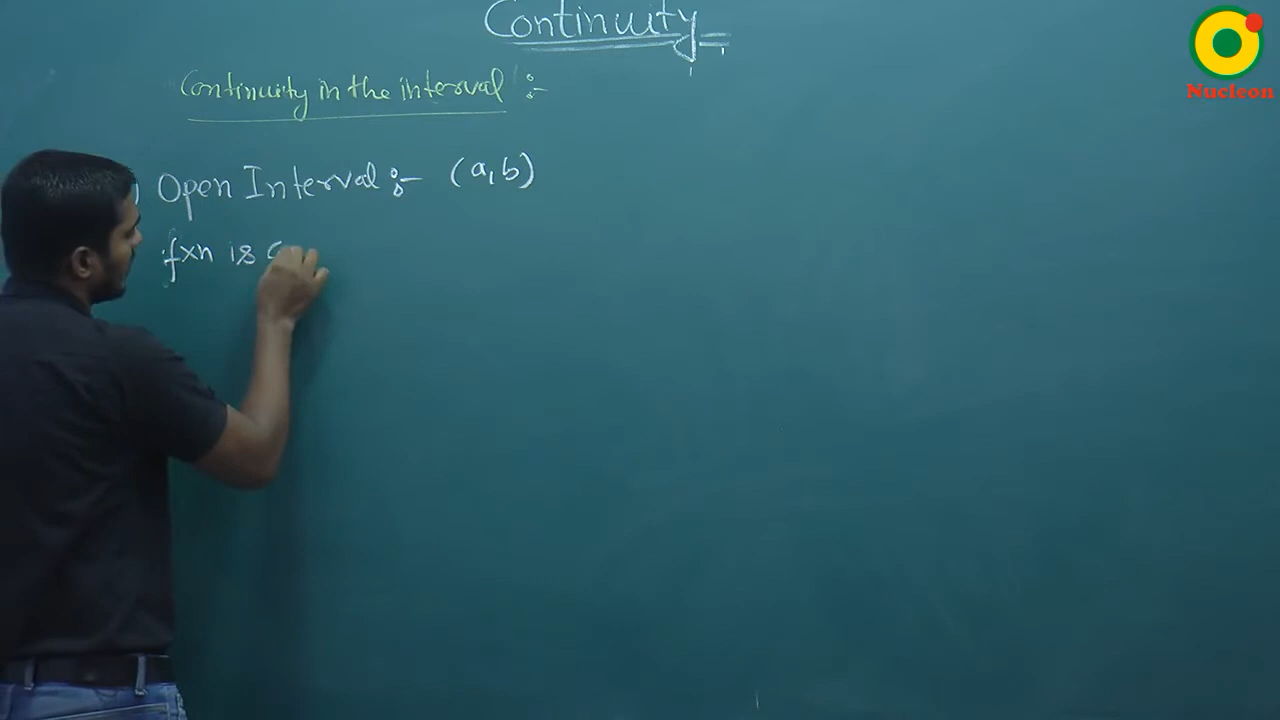 Continuity
Nucleon
Continuity in the interval :-
Open Interval :- (a, b)
fxn is